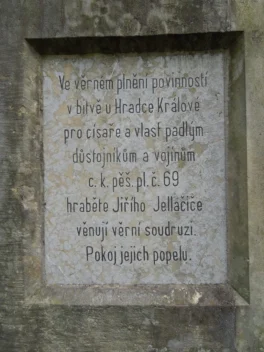 Ve věrném plnění povinností
v bitvě u Hradce Králové
pro císaře a vlast padlým
důstojníkům a vojínům
c. k. pěš. pl. č. 69
hraběte Jiřího Jelláčiče
věnují věrní soudruzi.
Pokoj jejich popelu.